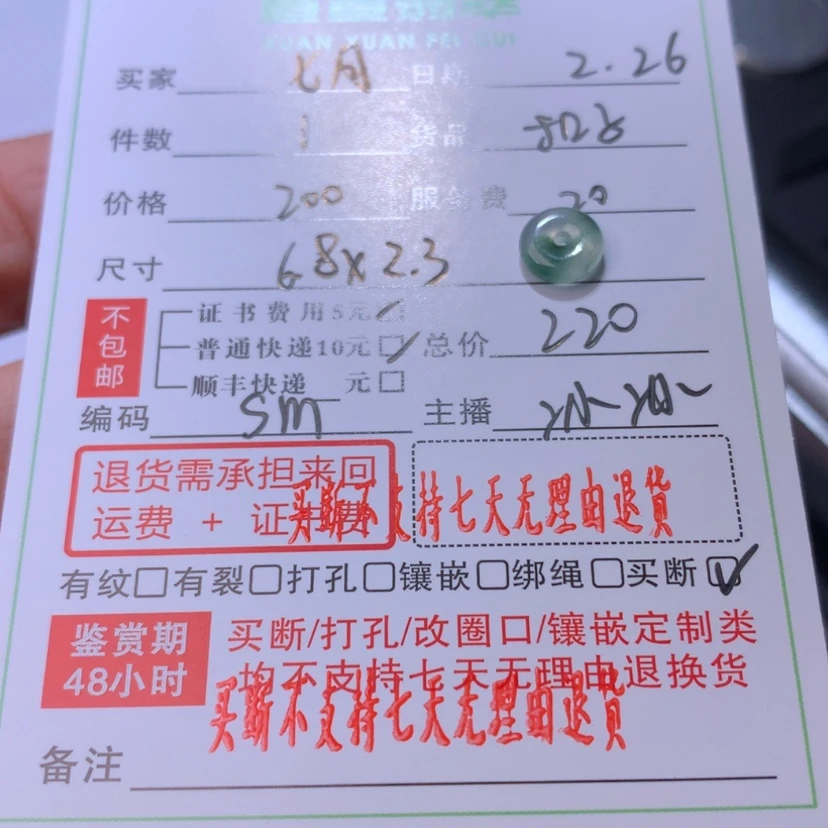 XUAN XUAN FEI CUI
买家 七月 日期 2.26
件数 1 货品
价格 200 服务费 20
尺寸 6.8x2.3
不包邮
证书费用5元
普通快递10元 ✓ 总价 220
顺丰快递 元
编码 SM 主播
退货需承担来回
运费 + 证书费
买断不支持七天无理由退货
有纹 有裂 打孔 镶嵌 绑绳 买断 ✓
鉴赏期
48小时
买断/打孔/改圈口/镶嵌定制类
均不支持七天无理由退换货
买断不支持七天无理由退货
备注